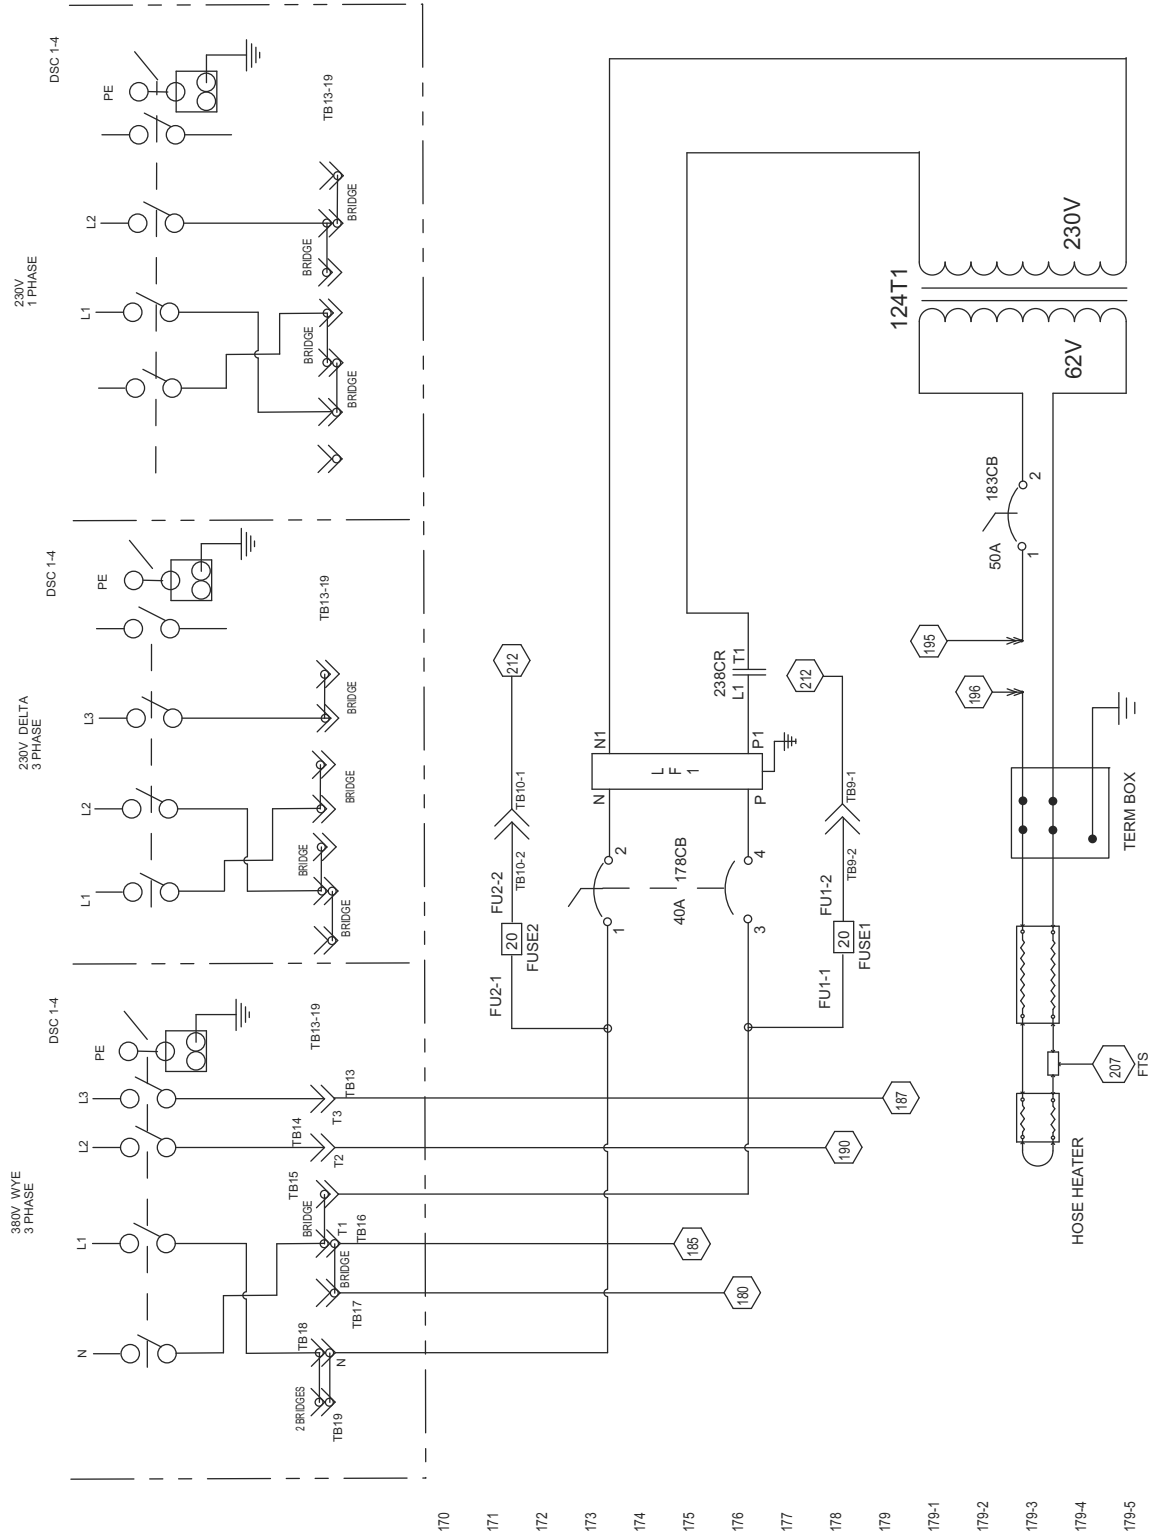 380V WYE
3 PHASE
DSC 1-4
N
L1
L2
L3
PE
TB13-19
2 BRIDGES
TB19
TB18
N
TB17
BRIDGE
BRIDGE
T1
TB16
TB15
TB14
T2
T3
TB13
230V DELTA
3 PHASE
DSC 1-4
L1
L2
L3
PE
TB13-19
BRIDGE
BRIDGE
BRIDGE
BRIDGE
230V
1 PHASE
DSC 1-4
L1
L2
PE
TB13-19
BRIDGE
BRIDGE
BRIDGE
BRIDGE
170
171
172
173
174
175
176
177
178
179
179-1
179-2
179-3
179-4
179-5
FU2-1
20
FUSE2
FU2-2
TB10-2
TB10-1
212
1
2
40A 178CB
3
4
N
N1
L
F
1
P
P1
238CR
L1
T1
FU1-1
20
FUSE1
FU1-2
TB9-2
TB9-1
212
180
185
190
187
124T1
62V
230V
50A
183CB
1
2
195
196
TERM BOX
207
FTS
HOSE HEATER